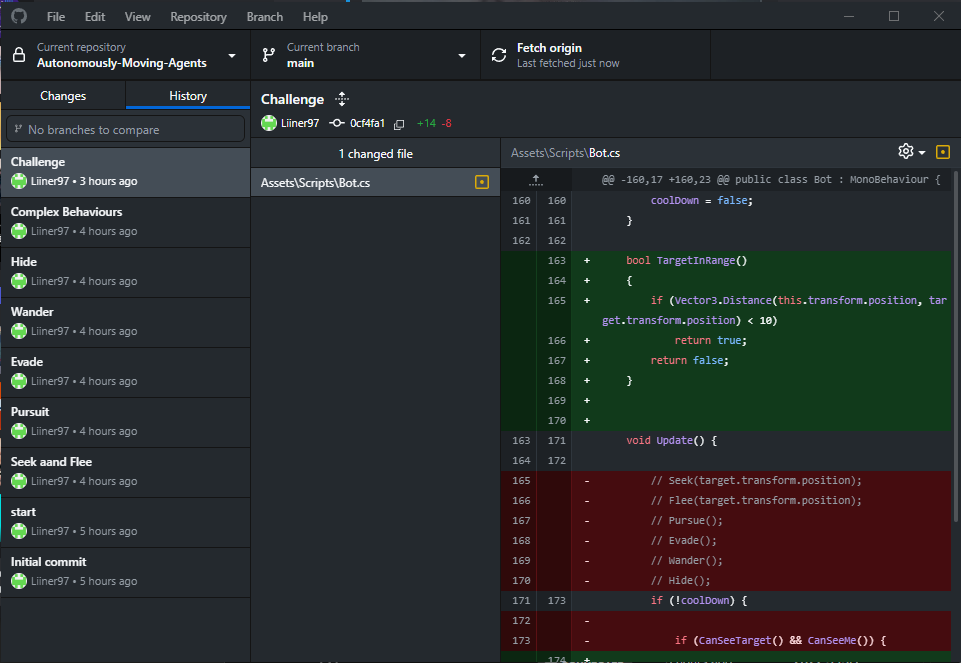 File Edit View Repository Branch Help
Current repository
Autonomously-Moving-Agents
Current branch
main
Fetch origin
Last fetched just now
Changes
History
No branches to compare
Challenge
Liiner97 • 3 hours ago
Complex Behaviours
Liiner97 • 4 hours ago
Hide
Liiner97 • 4 hours ago
Wander
Liiner97 • 4 hours ago
Evade
Liiner97 • 4 hours ago
Pursuit
Liiner97 • 4 hours ago
Seek aand Flee
Liiner97 • 4 hours ago
start
Liiner97 • 5 hours ago
Initial commit
Liiner97 • 5 hours ago
Challenge
Liiner97 0cf4fa1 +14 -8
1 changed file
Assets\Scripts\Bot.cs
Assets\Scripts\Bot.cs
@@ -160,17 +160,23 @@ public class Bot : MonoBehaviour {
160 160 coolDown = false;
161 161 }
162 162
163 + bool TargetInRange()
164 + {
165 + if (Vector3.Distance(this.transform.position, tar
get.transform.position) < 10)
166 + return true;
167 + return false;
168 + }
169 +
170 +
163 171 void Update() {
164 172
165 - // Seek(target.transform.position);
166 - // Flee(target.transform.position);
167 - // Pursue();
168 - // Evade();
169 - // Wander();
170 - // Hide();
171 173 if (!coolDown) {
172 -
173 - if (CanSeeTarget() && CanSeeMe()) {
174 +